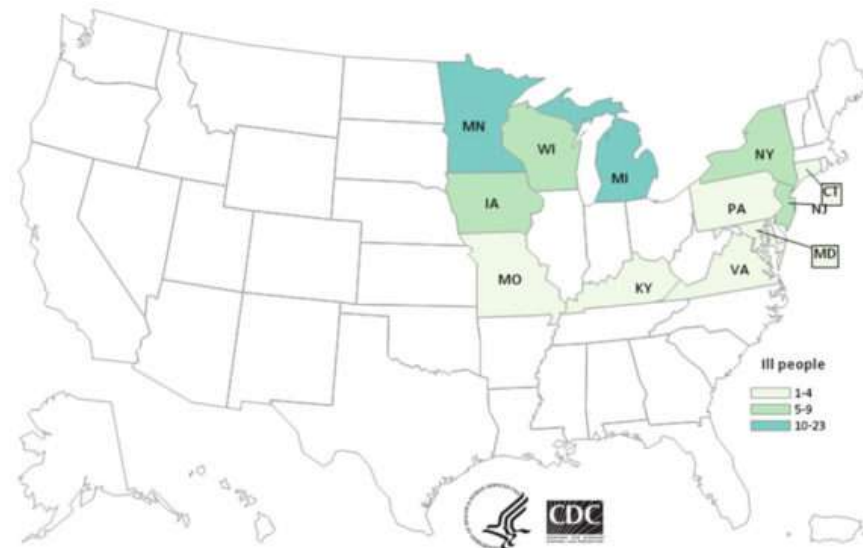 MN
WI
MI
NY
CT
IA
PA
NJ
MD
MO
KY
VA
Ill people
1-4
5-9
10-23
CDC